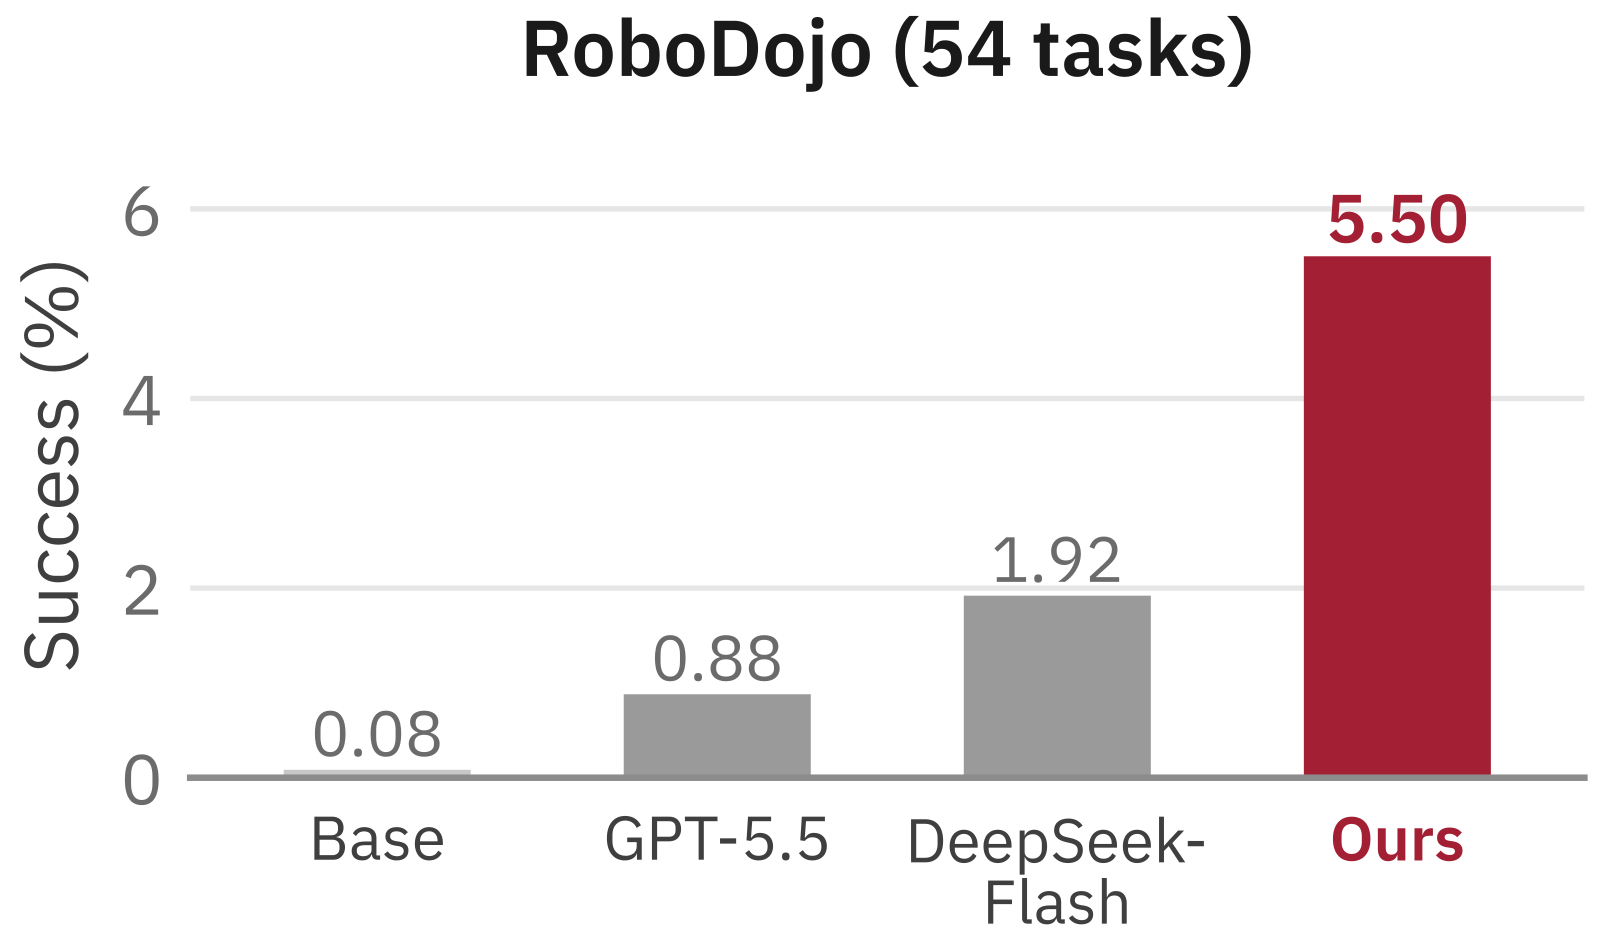 RoboDojo (54 tasks)
Success (%)
6
4
2
0
0.08
0.88
1.92
5.50
Base
GPT-5.5
DeepSeek-
Flash
Ours